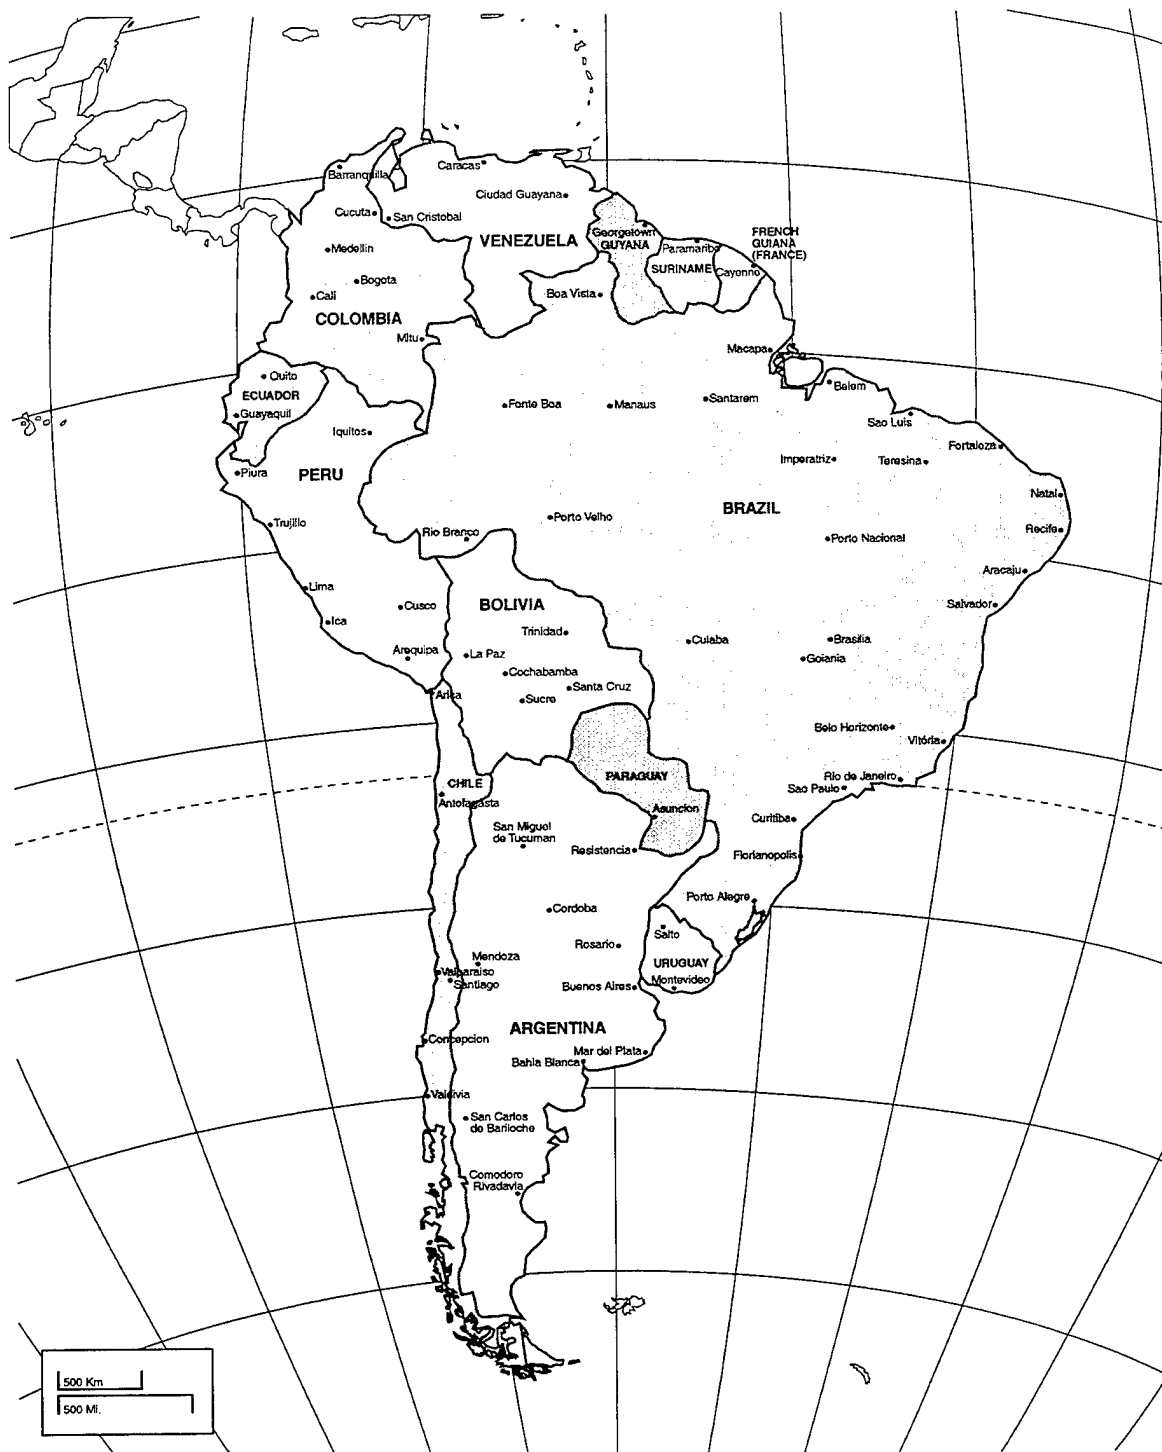 Caracas
Barranquilla
Ciudad Guayana
Cucuta
San Cristobal
VENEZUELA
Georgetown
GUYANA
FRENCH
GUIANA
(FRANCE)
Paramaribo
SURINAME
Cayenne
Medellin
Bogota
Cali
COLOMBIA
Boa Vista
Mitu
Macapa
Quito
ECUADOR
Guayaquil
Belem
Fonte Boa
Manaus
Santarem
Sao Luis
Iquitos
Fortaleza
Imperatriz
Teresina
Piura
PERU
Natal
BRAZIL
Trujillo
Porto Velho
Recife
Rio Branco
Porto Nacional
Aracaju
Lima
Cusco
BOLIVIA
Salvador
Ica
Trinidad
Cuiaba
Brasilia
Arequipa
La Paz
Goiania
Cochabamba
Arica
Sucre
Santa Cruz
Belo Horizonte
Vitória
CHILE
PARAGUAY
Rio de Janeiro
Sao Paulo
Antofagasta
Asuncion
San Miguel
de Tucuman
Curitiba
Resistencia
Florianopolis
Porto Alegre
Cordoba
Salto
Rosario
Mendoza
URUGUAY
Valparaiso
Santiago
Montevideo
Buenos Aires
ARGENTINA
Concepcion
Mar del Plata
Bahia Blanca
Valdivia
San Carlos
de Bariloche
Comodoro
Rivadavia
500 Km
500 Mi.